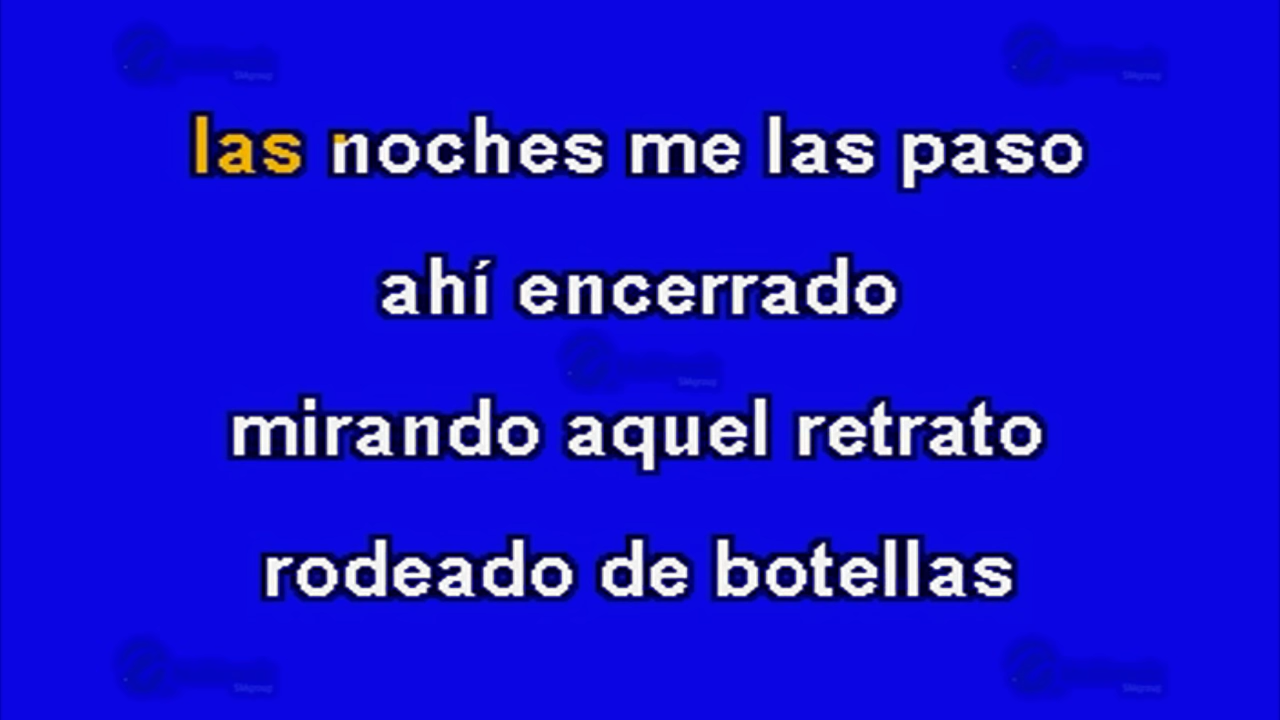 las noches me las paso
ahí encerrado
mirando aquel retrato
rodeado de botellas